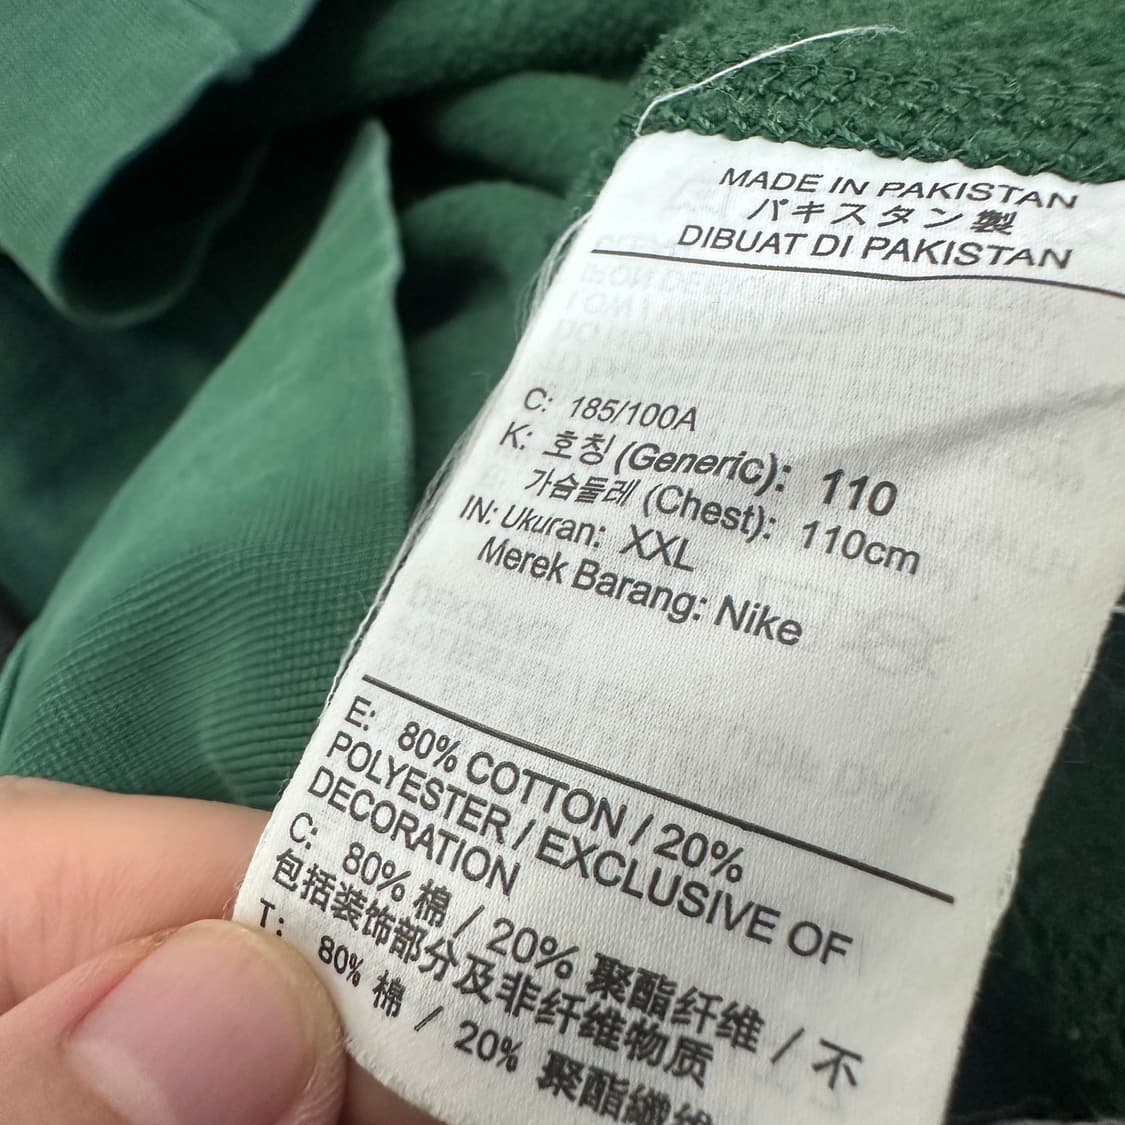 MADE IN PAKISTAN
パキスタン製
DIBUAT DI PAKISTAN
C: 185/100A
K: 호칭 (Generic): 110
가슴둘레 (Chest): 110cm
IN: Ukuran: XXL
Merek Barang: Nike
E: 80% COTTON / 20%
POLYESTER / EXCLUSIVE OF
DECORATION
C: 80% 棉 / 20% 聚酯纤维 / 不
包括装饰部分及非纤维物质
T: 80% 棉 / 20% 聚酯纖維